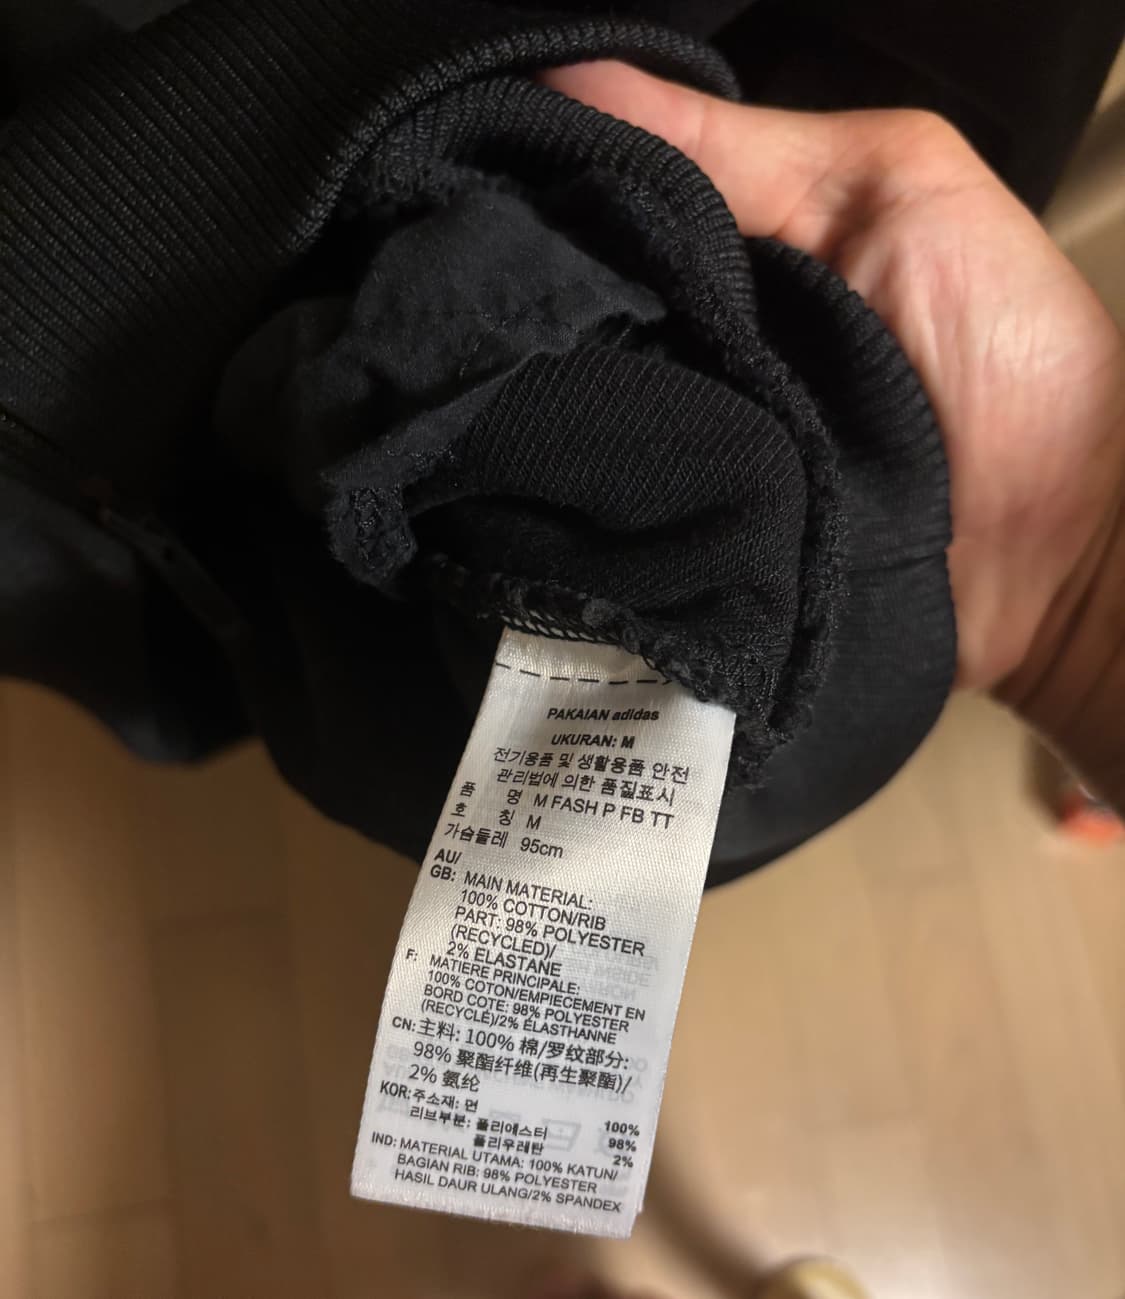 PAKAIAN adidas
UKURAN: M
전기용품 및 생활용품 안전
관리법에 의한 품질표시
품 명 M FASH P FB TT
호 칭 M
가슴둘레 95cm
AU/
GB: MAIN MATERIAL:
100% COTTON/RIB
PART: 98% POLYESTER
(RECYCLED)/
2% ELASTANE
F: MATIERE PRINCIPALE:
100% COTON/EMPIECEMENT EN
BORD COTE: 98% POLYESTER
(RECYCLÉ)/2% ÉLASTHANNE
CN: 主料: 100% 棉/罗纹部分:
98% 聚酯纤维(再生聚酯)/
2% 氨纶
KOR: 주소재: 면 100%
리브부분: 폴리에스터 98%
폴리우레탄 2%
IND: MATERIAL UTAMA: 100% KATUN/
BAGIAN RIB: 98% POLYESTER
HASIL DAUR ULANG/2% SPANDEX